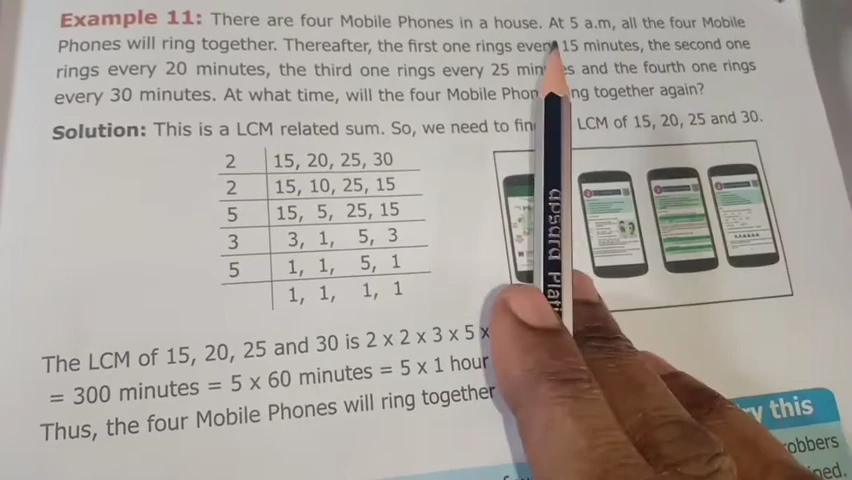 Example 11: There are four Mobile Phones in a house. At 5 a.m, all the four Mobile
Phones will ring together. Thereafter, the first one rings every 15 minutes, the second one
rings every 20 minutes, the third one rings every 25 minutes and the fourth one rings
every 30 minutes. At what time, will the four Mobile ring together again?
Solution: This is a LCM related sum. So, we need to LCM of 15, 20, 25 and 30.
2 15, 20, 25, 30
2 15, 10, 25, 15
5 15, 5, 25, 15
3 3, 1, 5, 3
5 1, 1, 5, 1
1, 1, 1, 1
The LCM of 15, 20, 25 and 30 is 2 x 2 x 3 x 5 x
= 300 minutes = 5 x 60 minutes = 5 x 1 hour
Thus, the four Mobile Phones will ring together
this
robbers
apsara